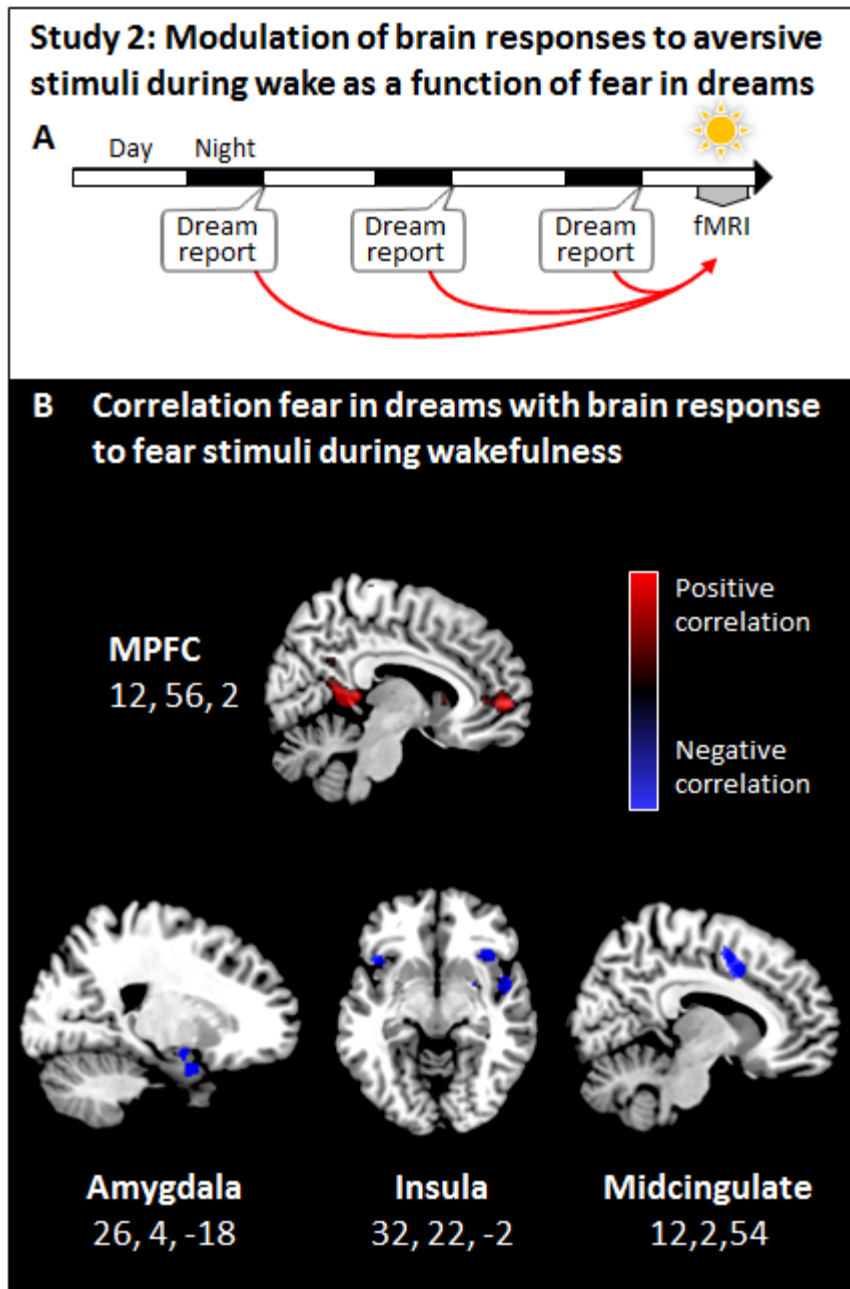 Study 2: Modulation of brain responses to aversive
stimuli during wake as a function of fear in dreams
A
Day Night
Dream
report
Dream
report
Dream
report
fMRI
B Correlation fear in dreams with brain response
to fear stimuli during wakefulness
MPFC
12, 56, 2
Positive
correlation
Negative
correlation
Amygdala
26, 4, -18
Insula
32, 22, -2
Midcingulate
12,2,54